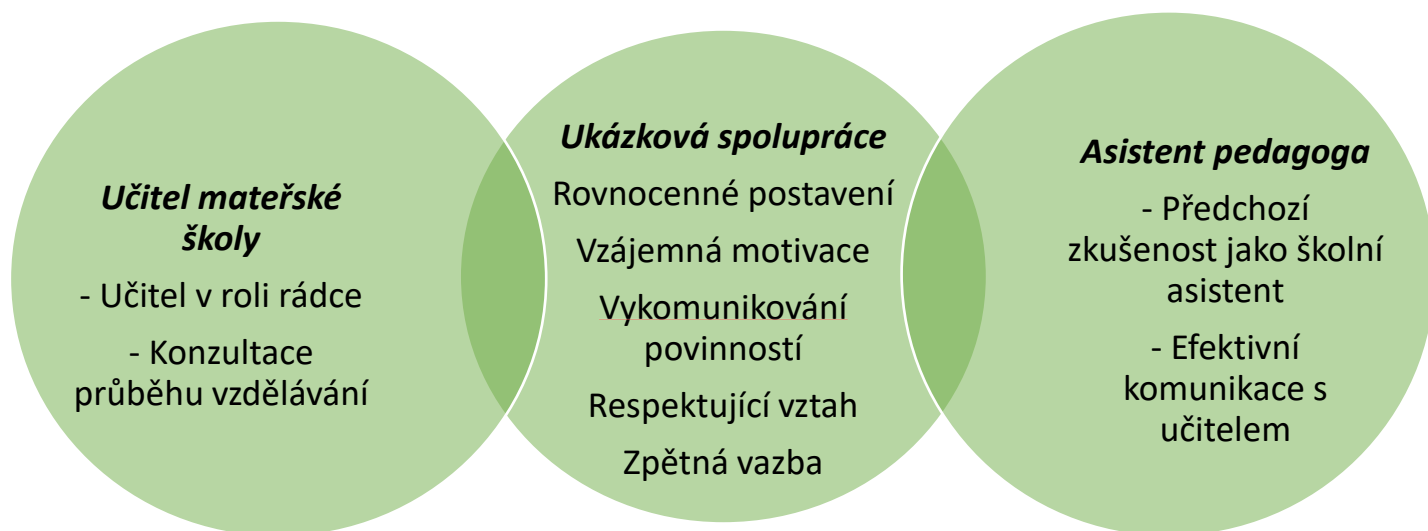 Učitel mateřské
školy
- Učitel v roli rádce
- Konzultace
průběhu vzdělávání
Ukázková spolupráce
Rovnocenné postavení
Vzájemná motivace
Vykomunikování
povinností
Respektující vztah
Zpětná vazba
Asistent pedagoga
- Předchozí
zkušenost jako školní
asistent
- Efektivní
komunikace s
učitelem